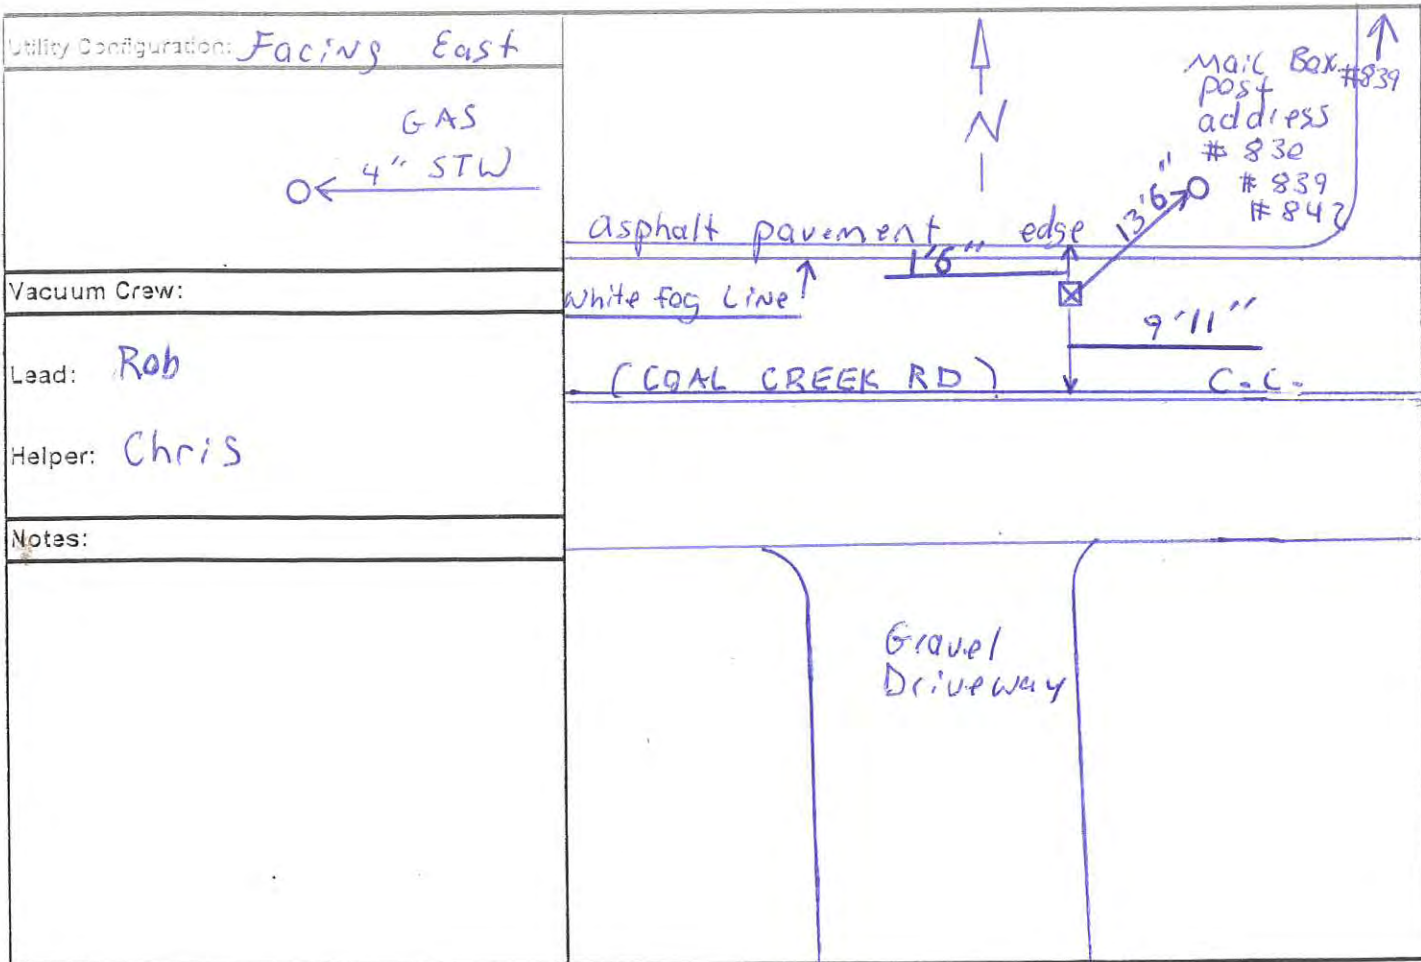 Utility Configuration: Facing East
GAS
4" STW
Vacuum Crew:
Lead: Rob
Helper: Chris
Notes:
N
Mail Box
post
address
# 830
# 839
# 842
#839
13'6"
asphalt pavement edge
1'6"
white fog Line
9'11"
(COAL CREEK RD) C.L.
Gravel
Driveway